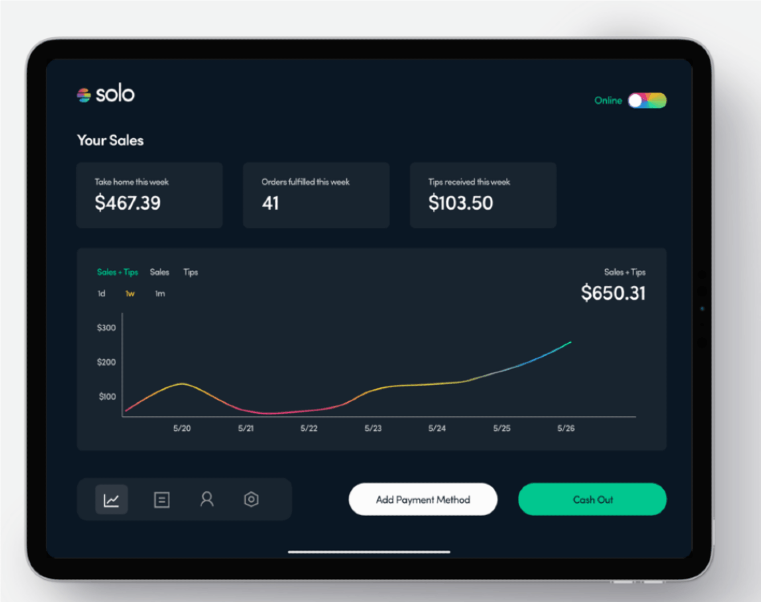 solo
Online
Your Sales
Take home this week
$467.39
Orders fulfilled this week
41
Tips received this week
$103.50
Sales + Tips Sales Tips
Sales + Tips
1d 1w 1m
$650.31
$300
$200
$100
5/20 5/21 5/22 5/23 5/24 5/25 5/26
Add Payment Method
Cash Out